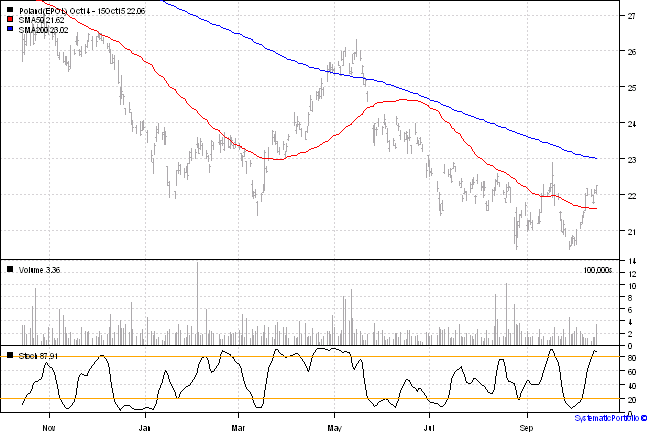 Poland(EPOL) Oct14 - 15Oct15 22.06
SMA50 21.62
SMA200 23.02
27
26
25
24
23
22
21
Volume 3.36
100,000s
14
12
10
8
6
4
2
0
Stoch 87.91
80
60
40
20
0
Nov Jan Mar May Jul Sep
SystematicPortfolio ©